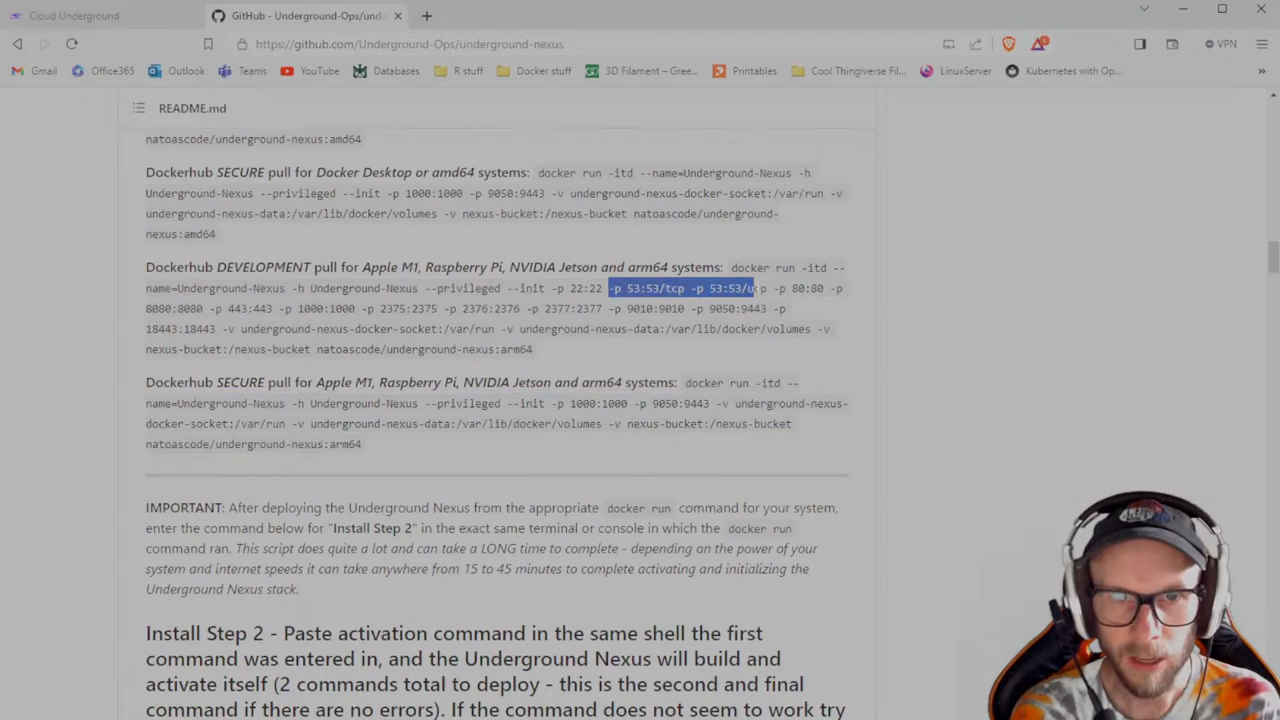 Cloud Underground
GitHub - Underground-Ops/und
https://github.com/Underground-Ops/underground-nexus
VPN
Gmail
Office365
Outlook
Teams
YouTube
Databases
R stuff
Docker stuff
3D Filament – Gree...
Printables
Cool Thingiverse Fil...
LinuxServer
Kubernetes with Op...
»
README.md
natoascode/underground-nexus:amd64
Dockerhub SECURE pull for Docker Desktop or amd64 systems: docker run -itd --name=Underground-Nexus -h
Underground-Nexus --privileged --init -p 1000:1000 -p 9050:9443 -v underground-nexus-docker-socket:/var/run -v
underground-nexus-data:/var/lib/docker/volumes -v nexus-bucket:/nexus-bucket natoascode/underground-
nexus:amd64
Dockerhub DEVELOPMENT pull for Apple M1, Raspberry Pi, NVIDIA Jetson and arm64 systems: docker run -itd --
name=Underground-Nexus -h Underground-Nexus --privileged --init -p 22:22 -p 53:53/tcp -p 53:53/udp -p 80:80 -p
8080:8080 -p 443:443 -p 1000:1000 -p 2375:2375 -p 2376:2376 -p 2377:2377 -p 9010:9010 -p 9050:9443 -p
18443:18443 -v underground-nexus-docker-socket:/var/run -v underground-nexus-data:/var/lib/docker/volumes -v
nexus-bucket:/nexus-bucket natoascode/underground-nexus:arm64
Dockerhub SECURE pull for Apple M1, Raspberry Pi, NVIDIA Jetson and arm64 systems: docker run -itd --
name=Underground-Nexus -h Underground-Nexus --privileged --init -p 1000:1000 -p 9050:9443 -v underground-nexus-
docker-socket:/var/run -v underground-nexus-data:/var/lib/docker/volumes -v nexus-bucket:/nexus-bucket
natoascode/underground-nexus:arm64
IMPORTANT: After deploying the Underground Nexus from the appropriate docker run command for your system,
enter the command below for "Install Step 2" in the exact same terminal or console in which the docker run
command ran. This script does quite a lot and can take a LONG time to complete - depending on the power of your
system and internet speeds it can take anywhere from 15 to 45 minutes to complete activating and initializing the
Underground Nexus stack.
Install Step 2 - Paste activation command in the same shell the first
command was entered in, and the Underground Nexus will build and
activate itself (2 commands total to deploy - this is the second and final
command if there are no errors). If the command does not seem to work try